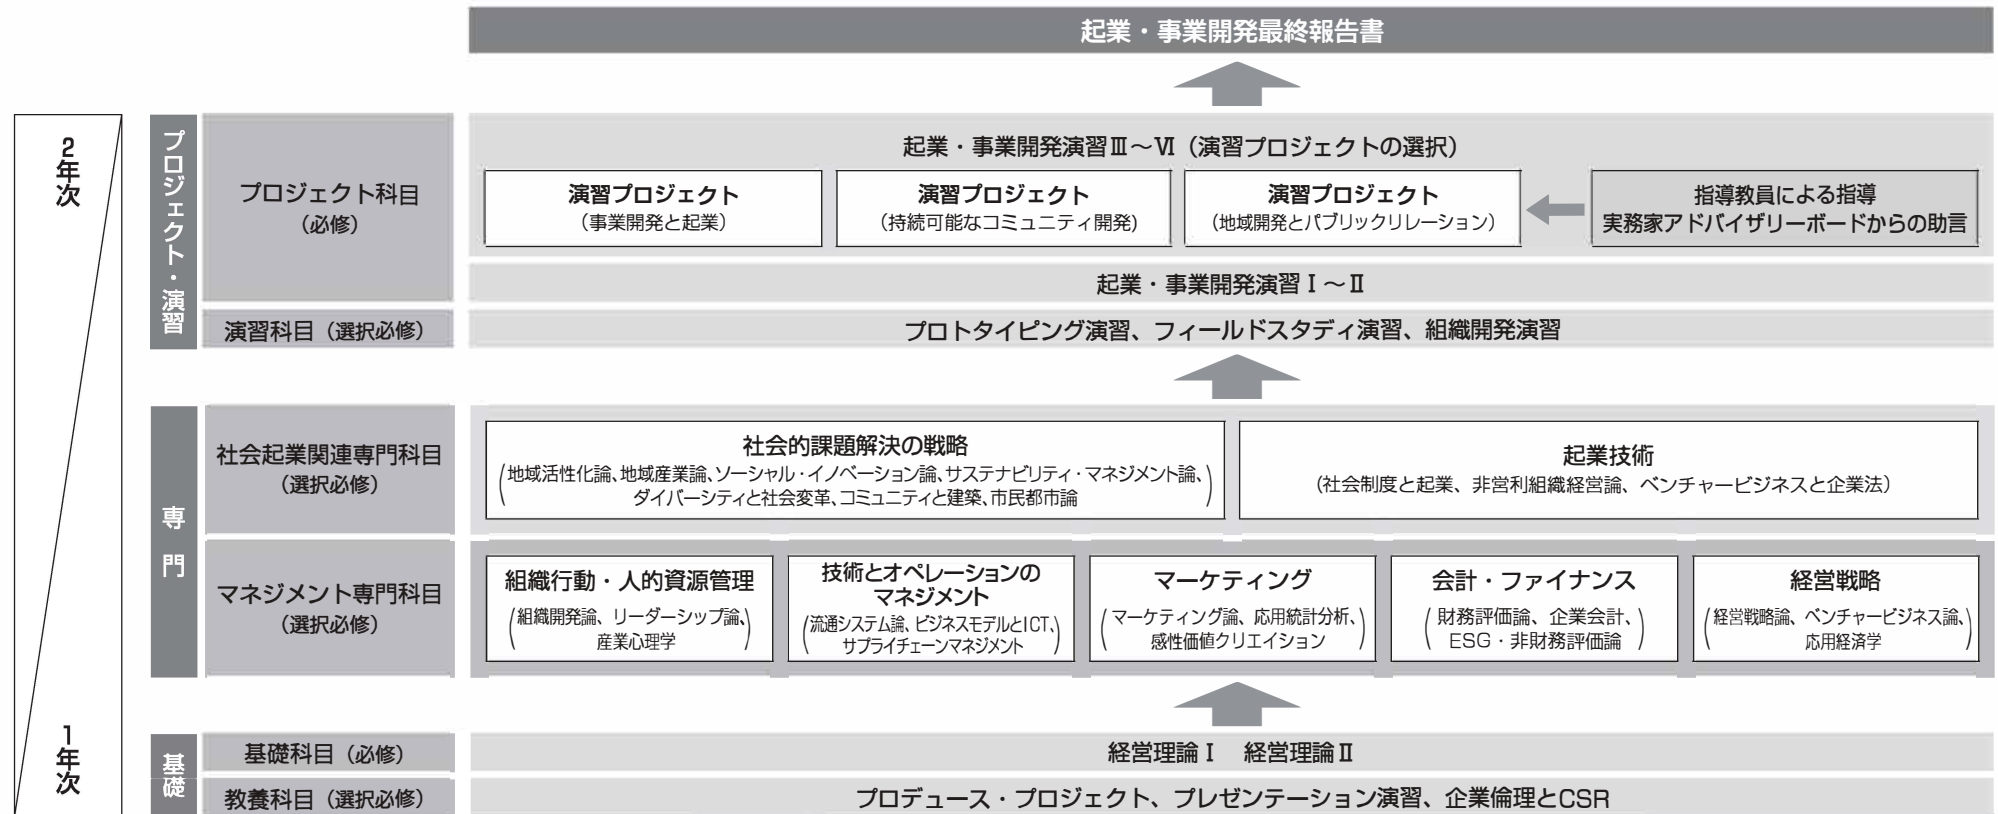 起業・事業開発最終報告書
2年次
プロジェクト・演習
プロジェクト科目
(必修)
起業・事業開発演習Ⅲ〜Ⅵ(演習プロジェクトの選択)
演習プロジェクト
(事業開発と起業)
演習プロジェクト
(持続可能なコミュニティ開発)
演習プロジェクト
(地域開発とパブリックリレーション)
指導教員による指導
実務家アドバイザリーボードからの助言
起業・事業開発演習Ⅰ〜Ⅱ
演習科目(選択必修)
プロトタイピング演習、フィールドスタディ演習、組織開発演習
専門
社会起業関連専門科目
(選択必修)
社会的課題解決の戦略
(地域活性化論、地域産業論、ソーシャル・イノベーション論、サステナビリティ・マネジメント論、
ダイバーシティと社会変革、コミュニティと建築、市民都市論)
起業技術
(社会制度と起業、非営利組織経営論、ベンチャービジネスと企業法)
マネジメント専門科目
(選択必修)
組織行動・人的資源管理
(組織開発論、リーダーシップ論、
産業心理学)
技術とオペレーションの
マネジメント
(流通システム論、ビジネスモデルとICT、
サプライチェーンマネジメント)
マーケティング
(マーケティング論、応用統計分析、
感性価値クリエイション)
会計・ファイナンス
(財務評価論、企業会計、
ESG・非財務評価論)
経営戦略
(経営戦略論、ベンチャービジネス論、
応用経済学)
1年次
基礎
基礎科目(必修)
経営理論Ⅰ 経営理論Ⅱ
教養科目(選択必修)
プロデュース・プロジェクト、プレゼンテーション演習、企業倫理とCSR